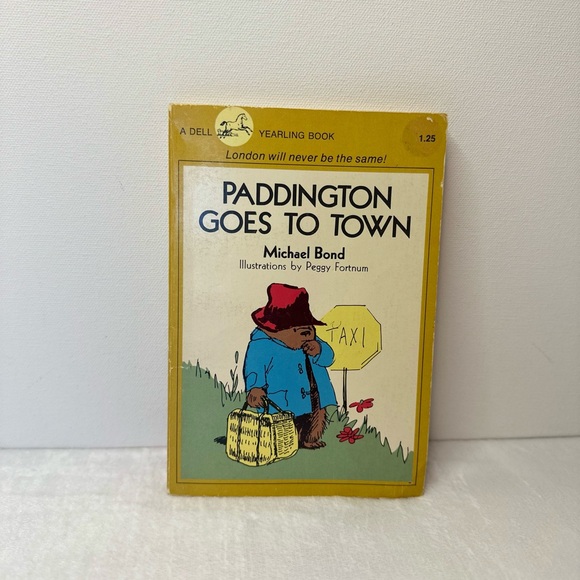 A DELL YEARLING BOOK 1.25
London will never be the same!
PADDINGTON
GOES TO TOWN
Michael Bond
Illustrations by Peggy Fortnum
TAXI